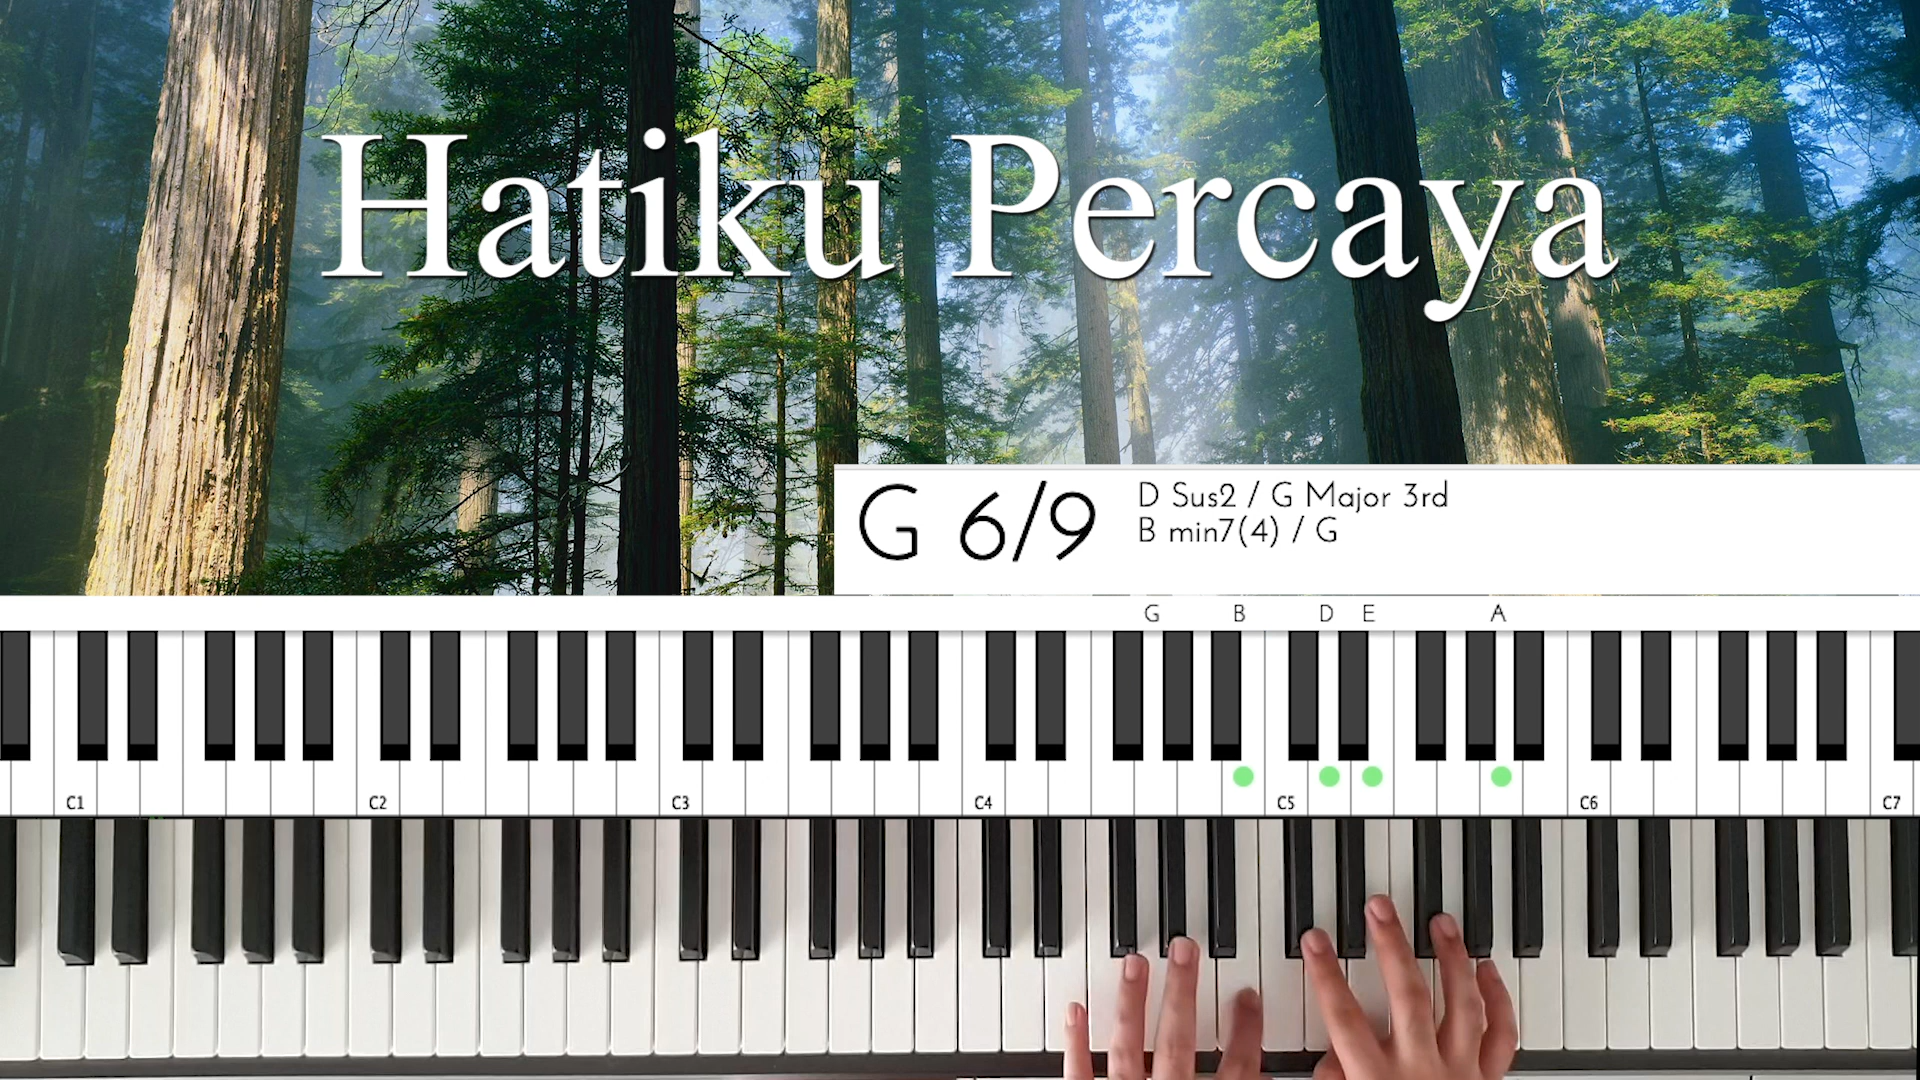 Hatiku Percaya
G 6/9
D Sus2 / G Major 3rd
B min7(4) / G
G B D E A
C1 C2 C3 C4 C5 C6 C7